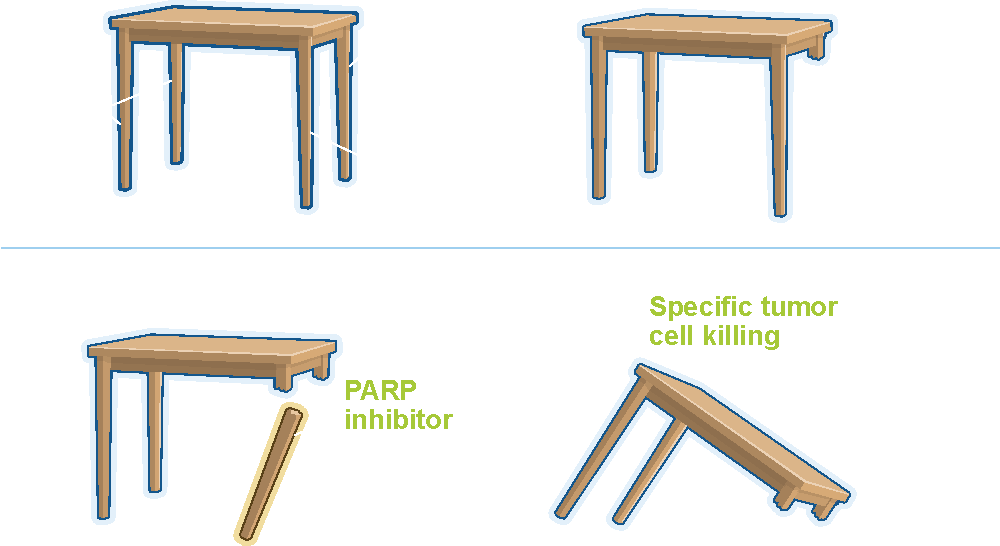 Specific tumor
cell killing
PARP
inhibitor